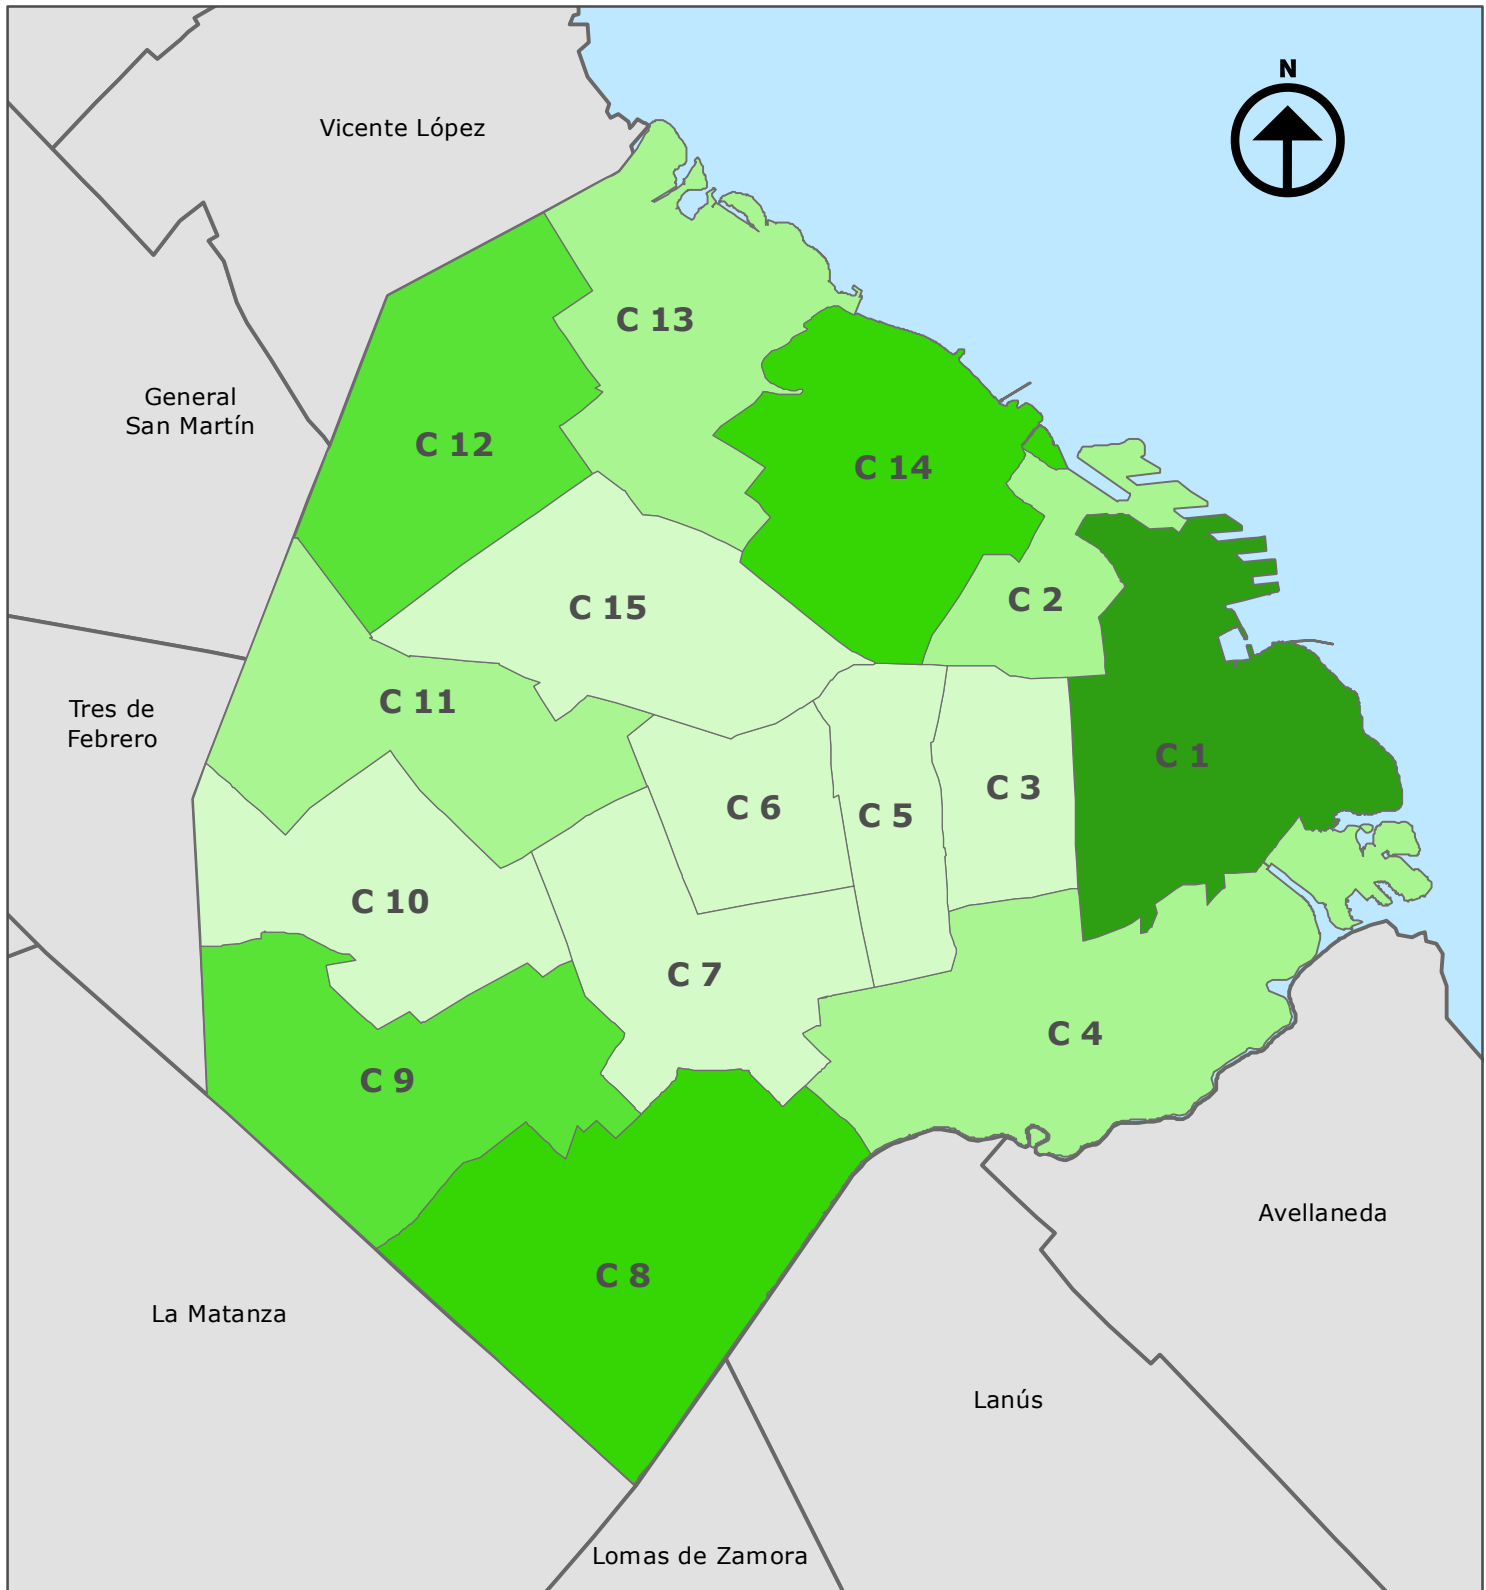 N
Vicente López
C 13
General
San Martín
C 12
C 14
C 2
C 15
C 11
Tres de
Febrero
C 1
C 3
C 6
C 5
C 10
C 7
C 4
C 9
Avellaneda
C 8
La Matanza
Lanús
Lomas de Zamora